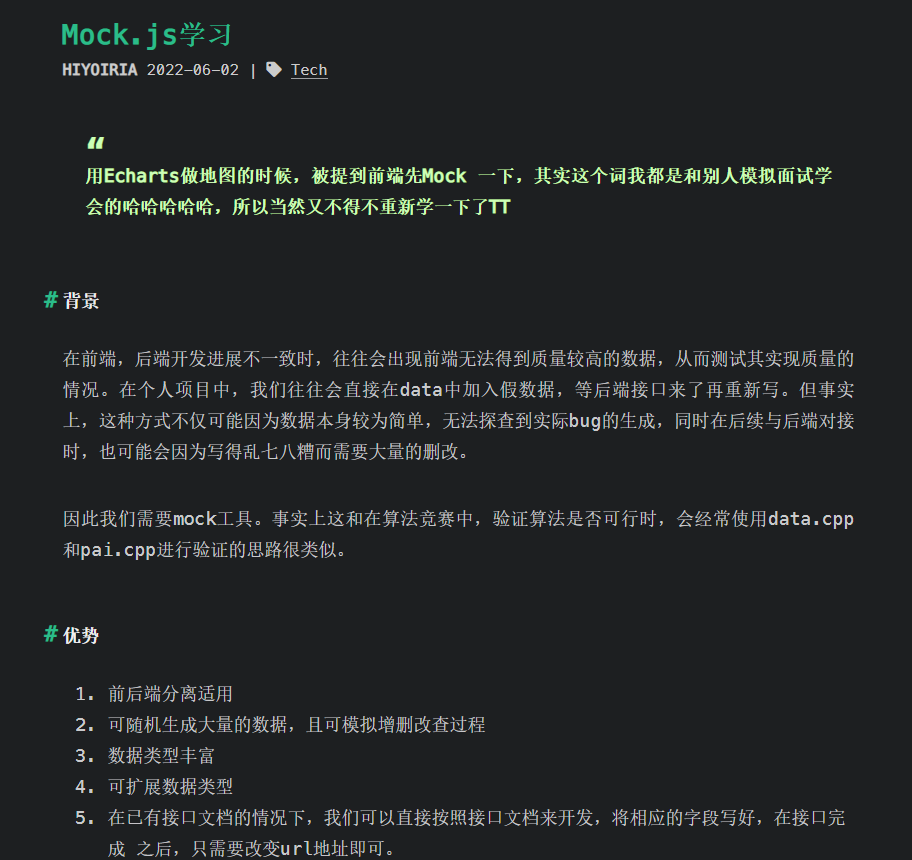 Mock.js学习
HIYOIRIA 2022-06-02 | Tech
“
用Echarts做地图的时候，被提到前端先Mock 一下，其实这个词我都是和别人模拟面试学
会的哈哈哈哈哈，所以当然又不得不重新学一下了TT
# 背景
在前端，后端开发进展不一致时，往往会出现前端无法得到质量较高的数据，从而测试其实现质量的
情况。在个人项目中，我们往往会直接在data中加入假数据，等后端接口来了再重新写。但事实
上，这种方式不仅可能因为数据本身较为简单，无法探查到实际bug的生成，同时在后续与后端对接
时，也可能会因为写得乱七八糟而需要大量的删改。
因此我们需要mock工具。事实上这和在算法竞赛中，验证算法是否可行时，会经常使用data.cpp
和pai.cpp进行验证的思路很类似。
# 优势
1. 前后端分离适用
2. 可随机生成大量的数据，且可模拟增删改查过程
3. 数据类型丰富
4. 可扩展数据类型
5. 在已有接口文档的情况下，我们可以直接按照接口文档来开发，将相应的字段写好，在接口完
成 之后，只需要改变url地址即可。